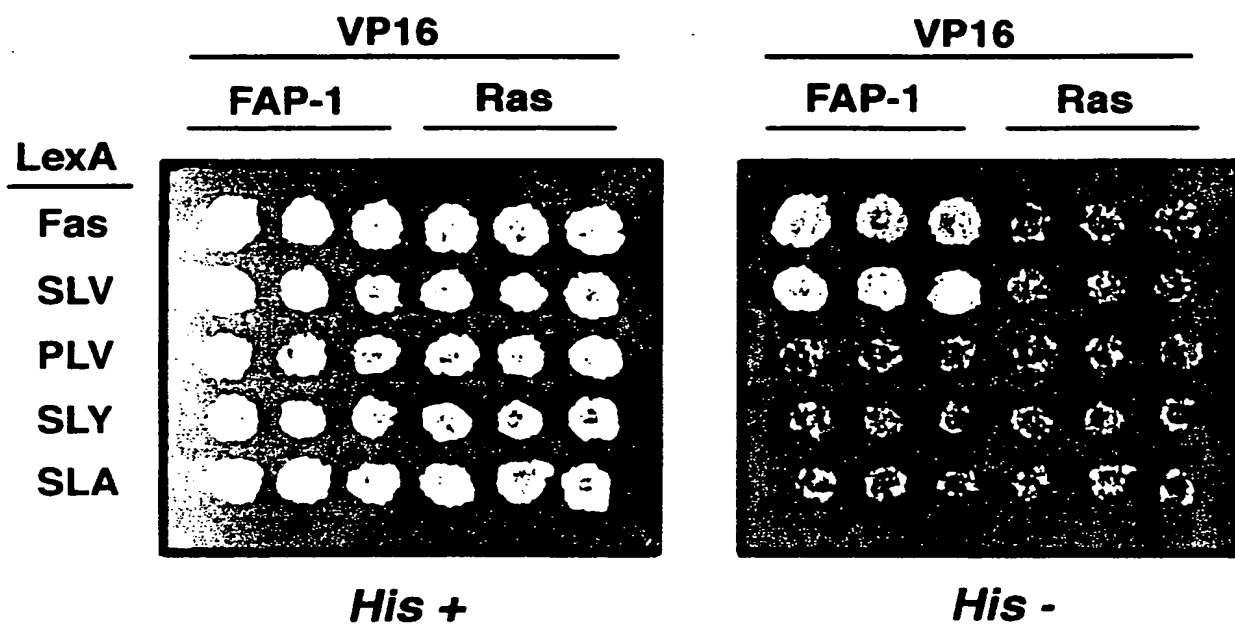 VP16 VP16
FAP-1 Ras FAP-1 Ras
LexA
Fas
SLV
PLV
SLY
SLA
His + His -